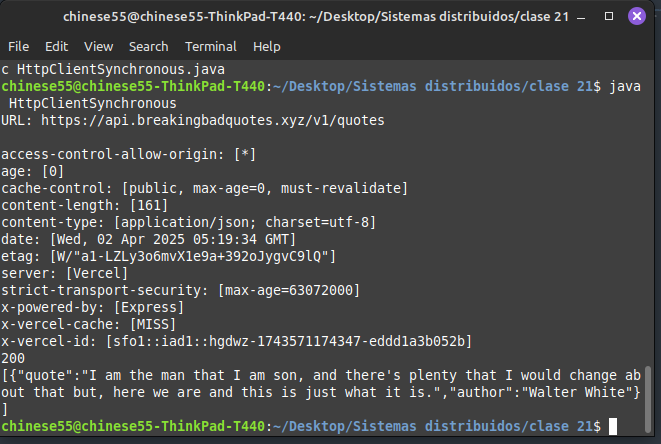 chinese55@chinese55-ThinkPad-T440: ~/Desktop/Sistemas distribuidos/clase 21
File Edit View Search Terminal Help
c HttpClientSynchronous.java
chinese55@chinese55-ThinkPad-T440:~/Desktop/Sistemas distribuidos/clase 21$ java
 HttpClientSynchronous
URL: https://api.breakingbadquotes.xyz/v1/quotes

access-control-allow-origin: [*]
age: [0]
cache-control: [public, max-age=0, must-revalidate]
content-length: [161]
content-type: [application/json; charset=utf-8]
date: [Wed, 02 Apr 2025 05:19:34 GMT]
etag: [W/"a1-LZLy3o6mvX1e9a+392oJygvC9lQ"]
server: [Vercel]
strict-transport-security: [max-age=63072000]
x-powered-by: [Express]
x-vercel-cache: [MISS]
x-vercel-id: [sfo1::iad1::hgdwz-1743571174347-eddd1a3b052b]
200
[{"quote":"I am the man that I am son, and there's plenty that I would change ab
out that but, here we are and this is just what it is.","author":"Walter White"}
]
chinese55@chinese55-ThinkPad-T440:~/Desktop/Sistemas distribuidos/clase 21$